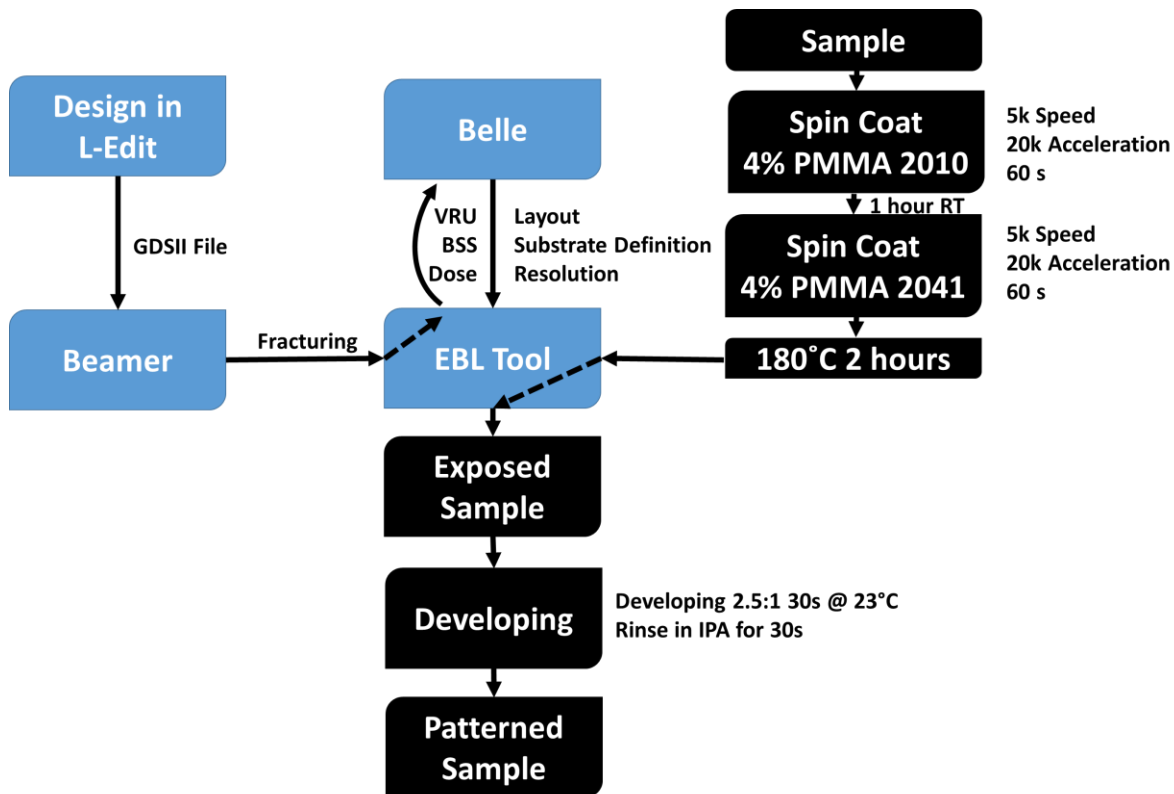 Design in
L-Edit
GDSII File
Beamer
Fracturing
Belle
VRU
BSS
Dose
Layout
Substrate Definition
Resolution
EBL Tool
Sample
Spin Coat
4% PMMA 2010
5k Speed
20k Acceleration
60 s
1 hour RT
Spin Coat
4% PMMA 2041
5k Speed
20k Acceleration
60 s
180°C 2 hours
Exposed
Sample
Developing
Developing 2.5:1 30s @ 23°C
Rinse in IPA for 30s
Patterned
Sample